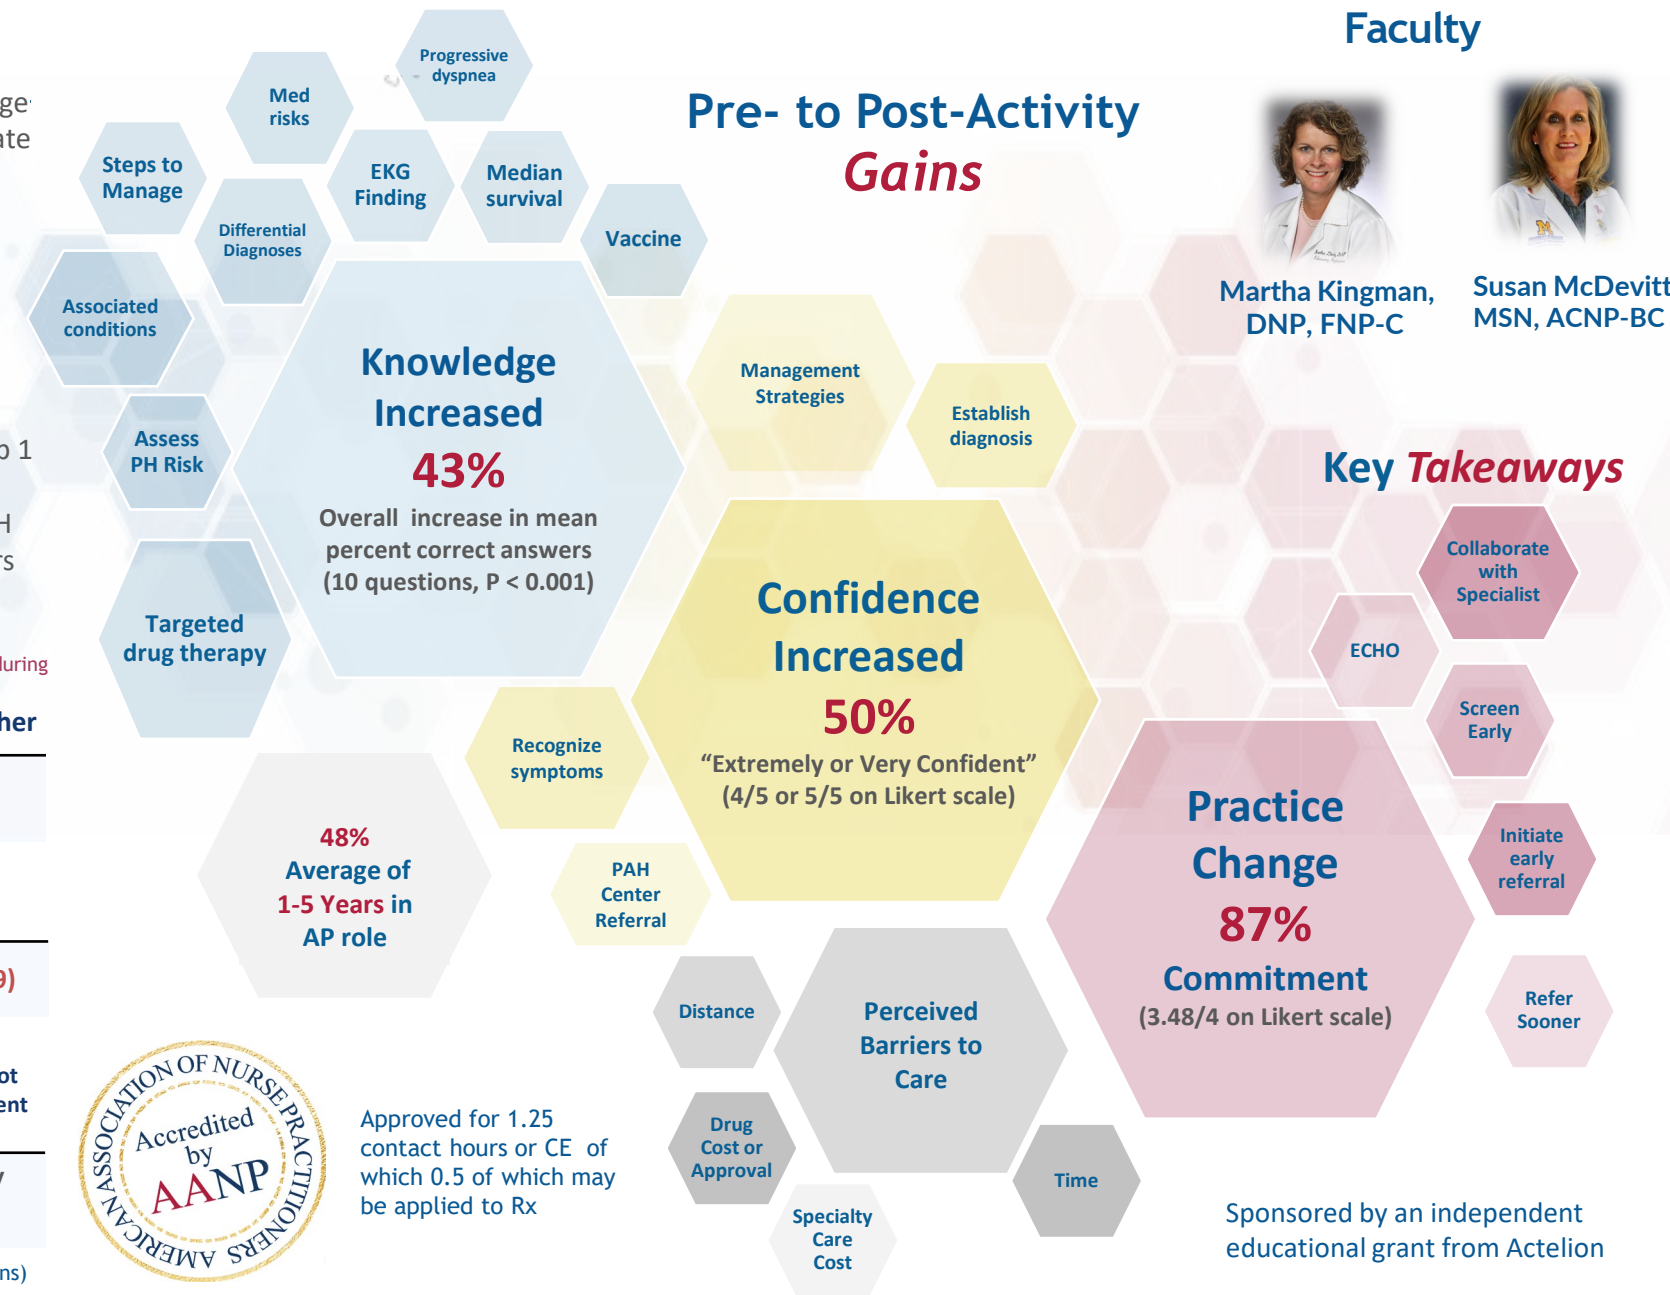 Faculty
Pre- to Post-Activity
Gains
Martha Kingman,
DNP, FNP-C
Susan McDevitt
MSN, ACNP-BC
Progressive
dyspnea
Med
risks
Steps to
Manage
EKG
Finding
Median
survival
Differential
Diagnoses
Vaccine
Associated
conditions
Assess
PH Risk
Targeted
drug therapy
Knowledge
Increased
43%
Overall increase in mean
percent correct answers
(10 questions, P < 0.001)
Management
Strategies
Establish
diagnosis
Confidence
Increased
50%
“Extremely or Very Confident”
(4/5 or 5/5 on Likert scale)
Recognize
symptoms
PAH
Center
Referral
Key Takeaways
Collaborate
with
Specialist
ECHO
Screen
Early
Initiate
early
referral
Refer
Sooner
Practice
Change
87%
Commitment
(3.48/4 on Likert scale)
48%
Average of
1-5 Years in
AP role
Perceived
Barriers to
Care
Distance
Drug
Cost or
Approval
Specialty
Care
Cost
Time
AMERICAN ASSOCIATION OF NURSE PRACTITIONERS
Accredited
by
AANP
Approved for 1.25
contact hours or CE of
which 0.5 of which may
be applied to Rx
Sponsored by an independent
educational grant from Actelion